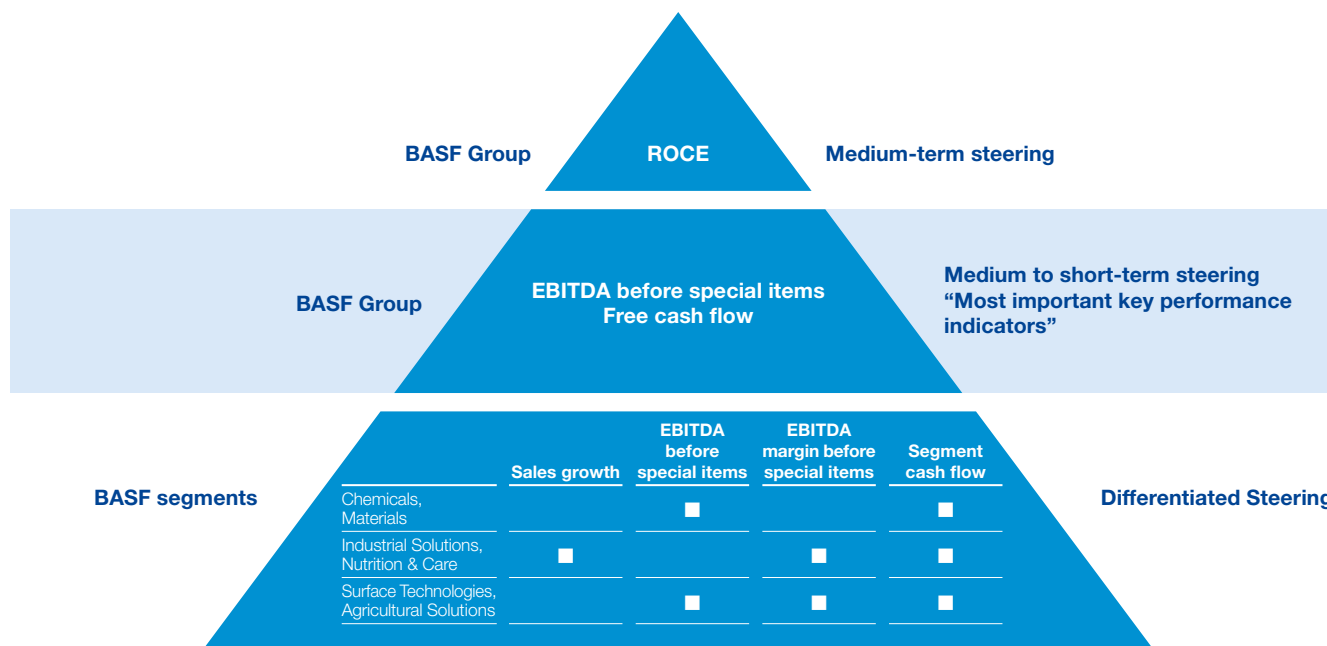 BASF Group
ROCE
Medium-term steering
BASF Group
EBITDA before special items
Free cash flow
Medium to short-term steering
“Most important key performance
indicators”
BASF segments
Sales growth
EBITDA
before
special items
EBITDA
margin before
special items
Segment
cash flow
Chemicals,
Materials
Industrial Solutions,
Nutrition & Care
Surface Technologies,
Agricultural Solutions
Differentiated Steering